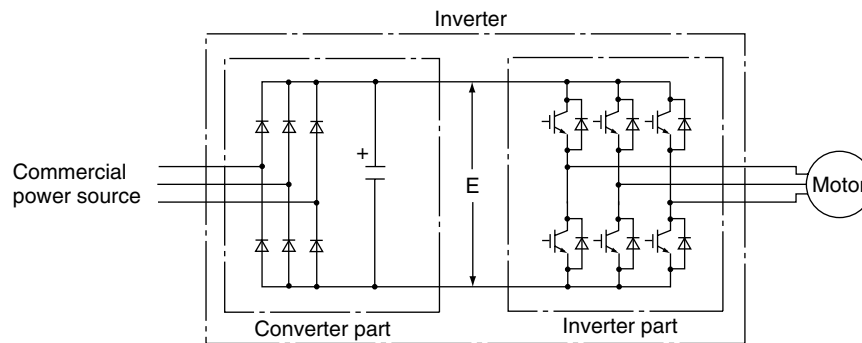 Inverter
Commercial
power source
+
E
Motor
Converter part
Inverter part